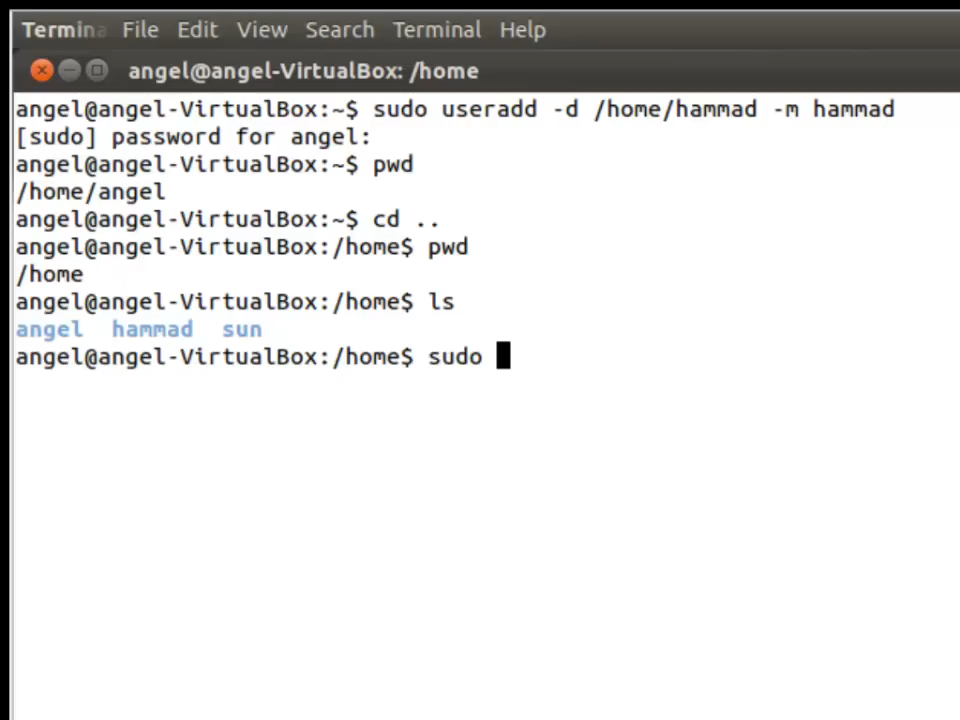 Termina File Edit View Search Terminal Help
angel@angel-VirtualBox: /home
angel@angel-VirtualBox:~$ sudo useradd -d /home/hammad -m hammad
[sudo] password for angel:
angel@angel-VirtualBox:~$ pwd
/home/angel
angel@angel-VirtualBox:~$ cd ..
angel@angel-VirtualBox:/home$ pwd
/home
angel@angel-VirtualBox:/home$ ls
angel  hammad  sun
angel@angel-VirtualBox:/home$ sudo